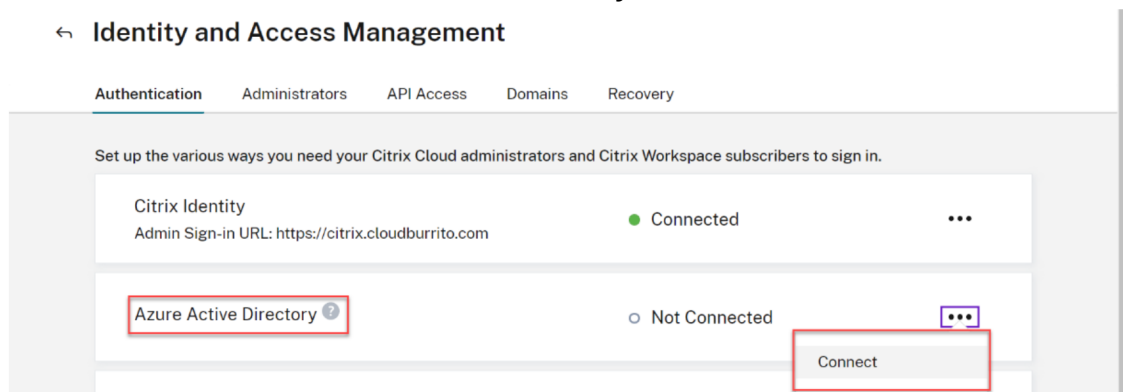 Identity and Access Management
Authentication Administrators API Access Domains Recovery
Set up the various ways you need your Citrix Cloud administrators and Citrix Workspace subscribers to sign in.
Citrix Identity
Admin Sign-in URL: https://citrix.cloudburrito.com
Connected
Azure Active Directory ?
Not Connected
Connect